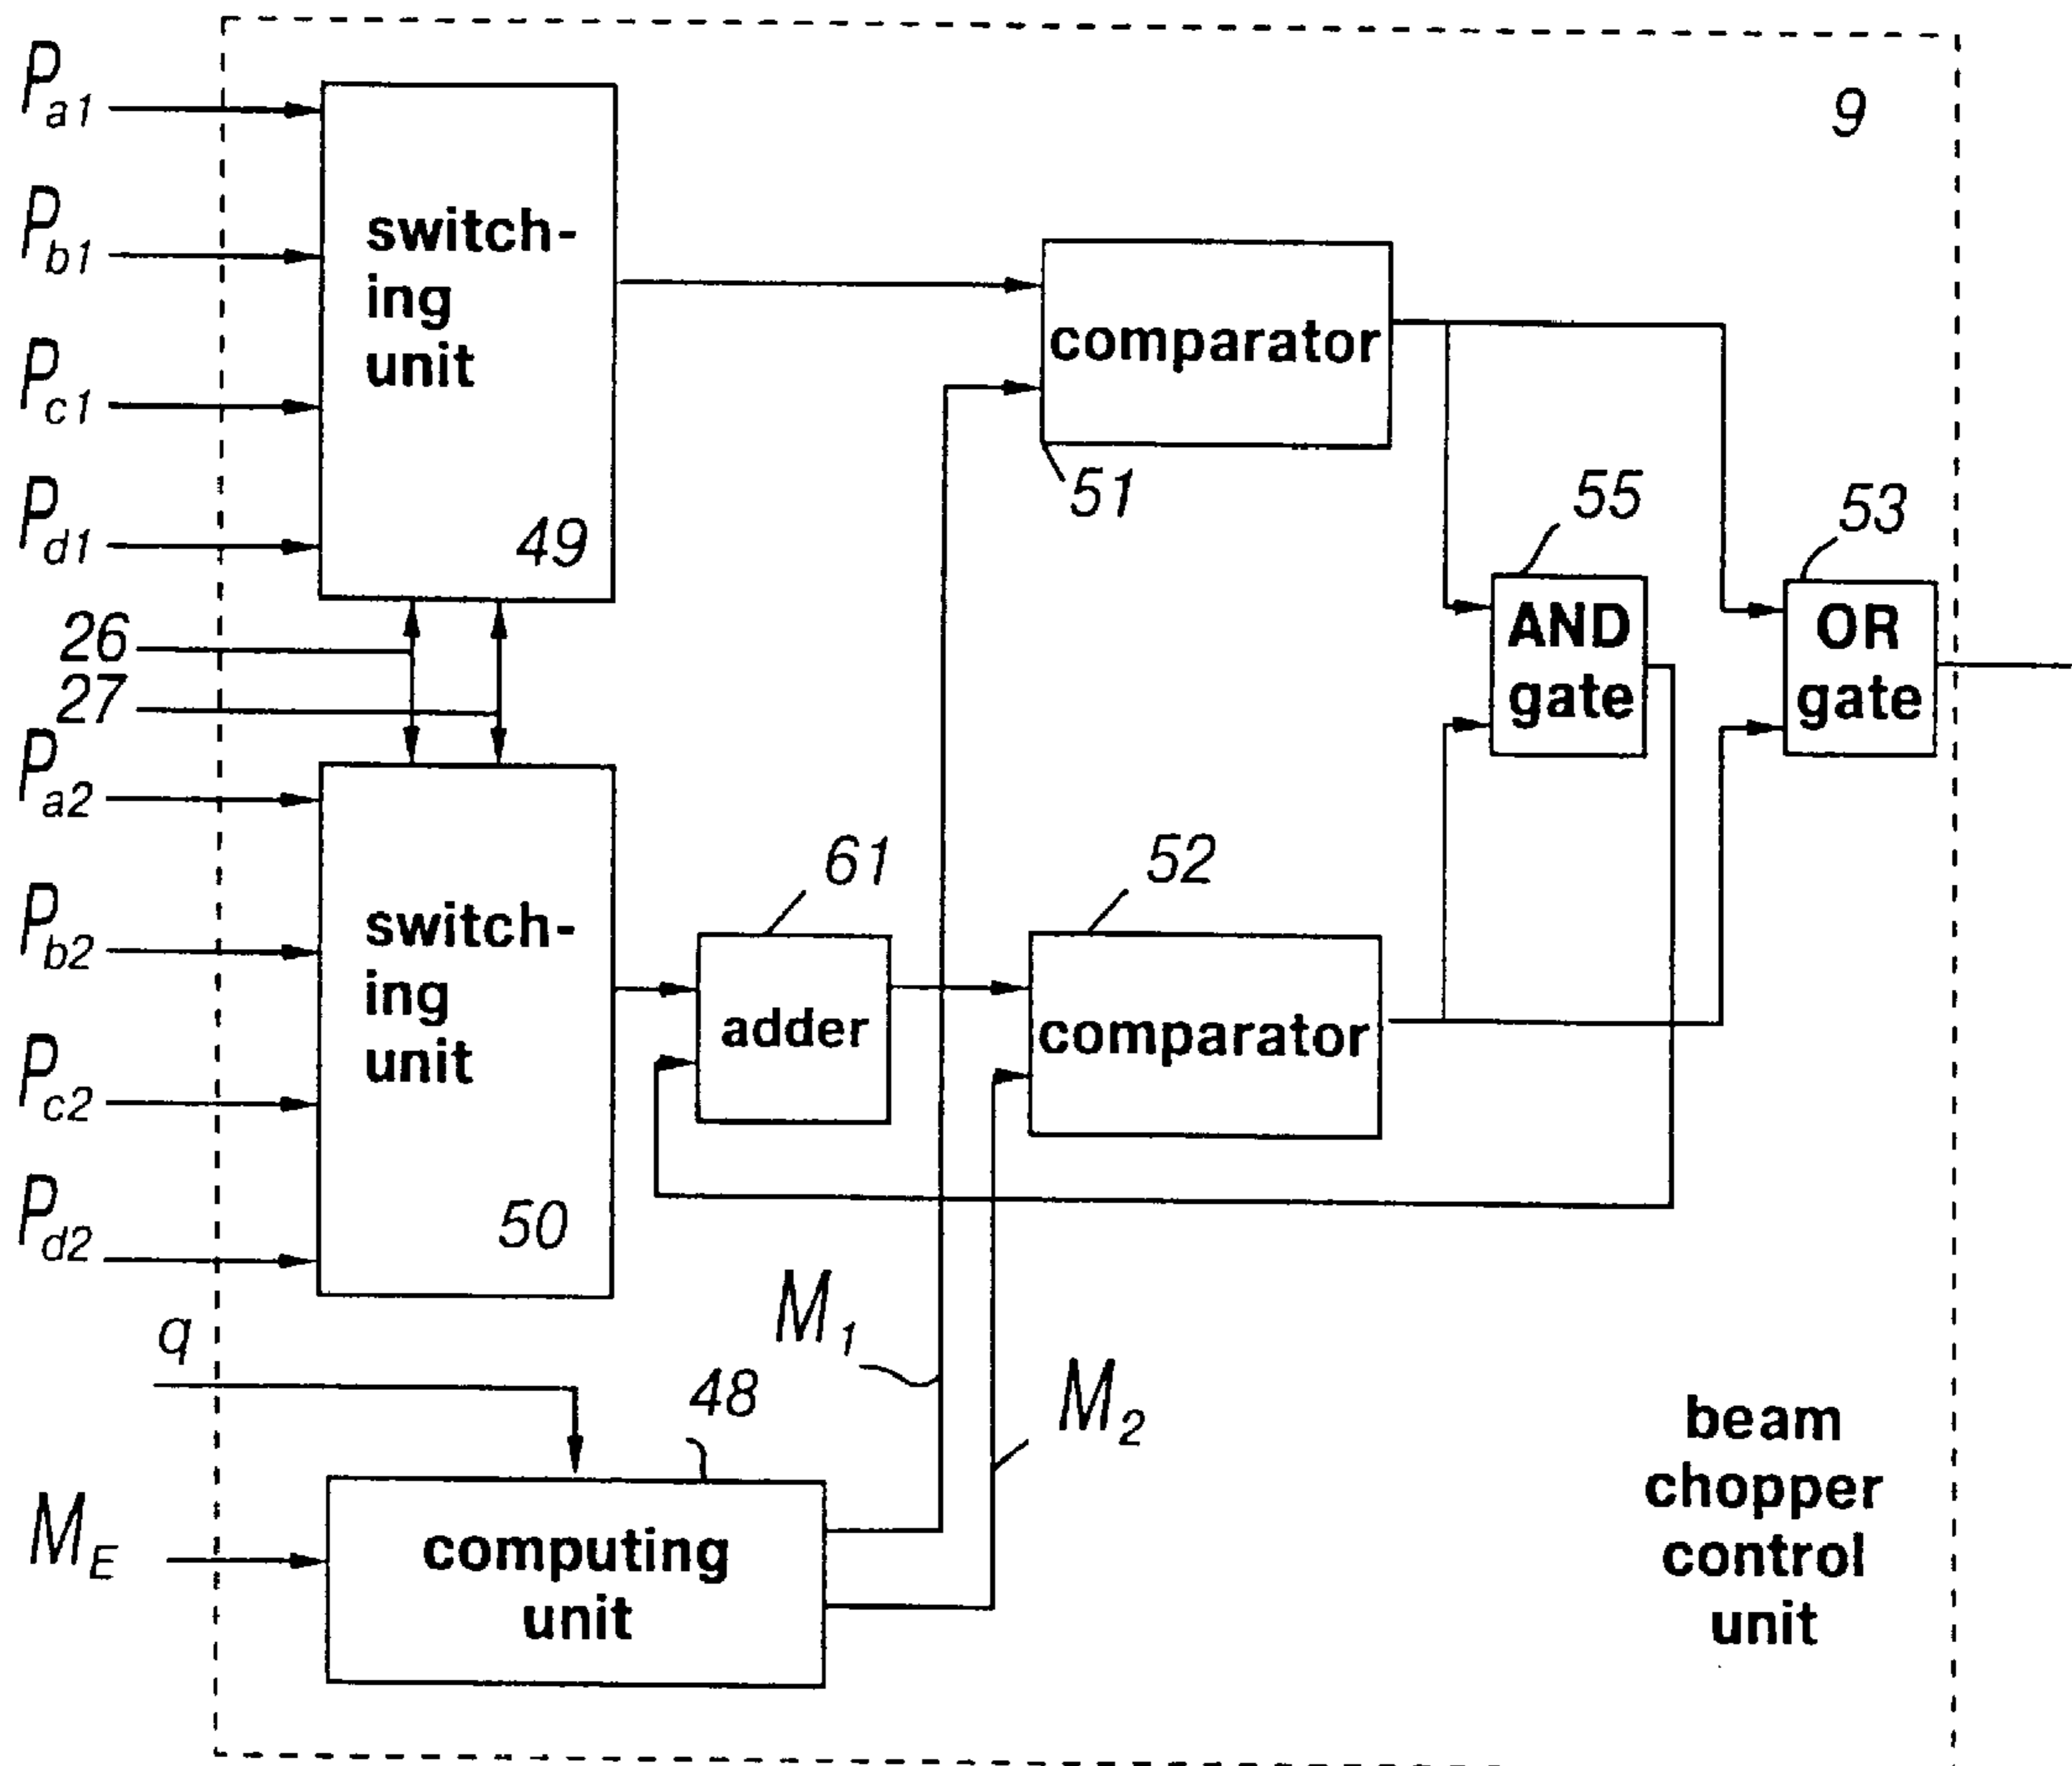 9
Pa1
Pb1
Pc1
Pd1
switch-
ing
unit
49
comparator
51
55
53
AND
gate
OR
gate
26
27
Pa2
Pb2
Pc2
Pd2
switch-
ing
unit
50
61
adder
52
comparator
q
ME
48
computing
unit
M1
M2
beam
chopper
control
unit